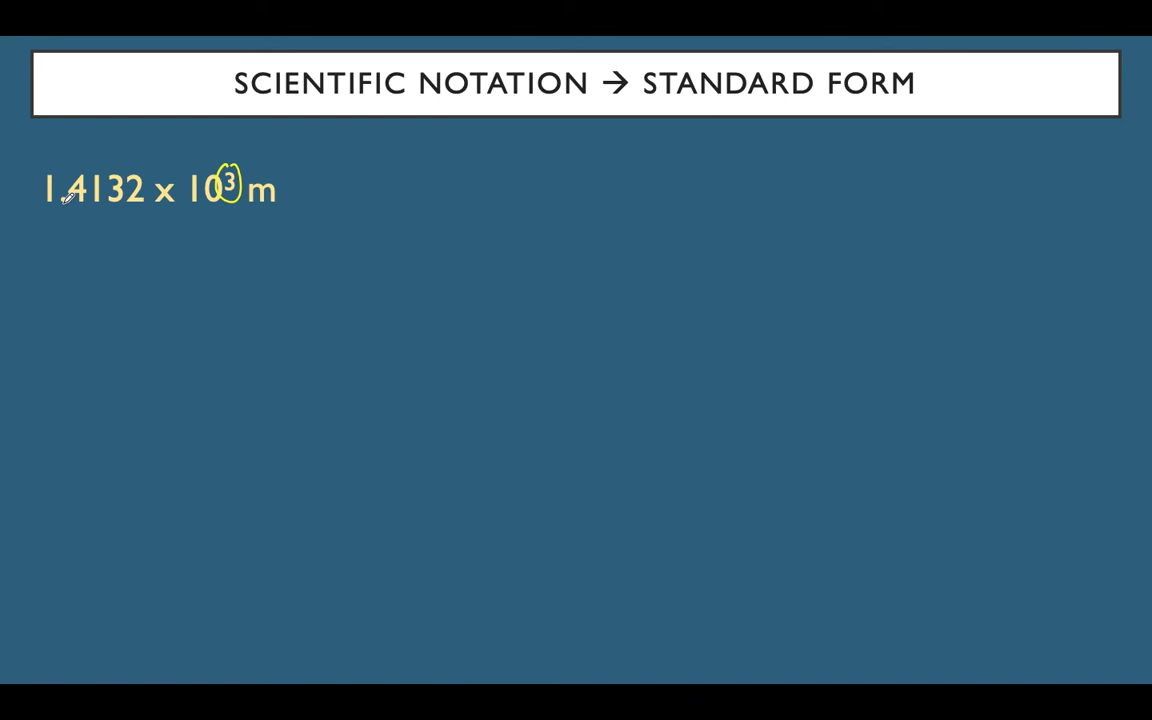 SCIENTIFIC NOTATION → STANDARD FORM
1.4132 x 10³ m